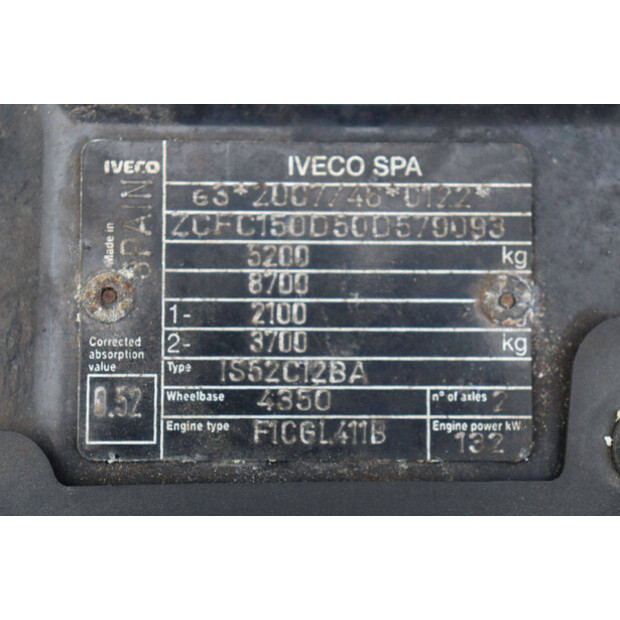 IVECO
IVECO SPA
Made in
SPAIN
e3*2007/46*0122*
ZCFC150D50D579093
5200 kg
8700
1- 2100
2- 3700 kg
Corrected
absorption
value
0.52
Type IS52C12BA
Wheelbase 4350 n° of axles 2
Engine type F1CGL411B Engine power kW
132